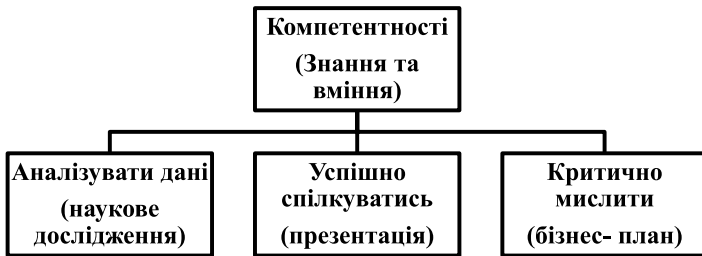 Компетентності
(Знання та
вміння)
Аналізувати дані
(наукове
дослідження)
Успішно
спілкуватись
(презентація)
Критично
мислити
(бізнес- план)